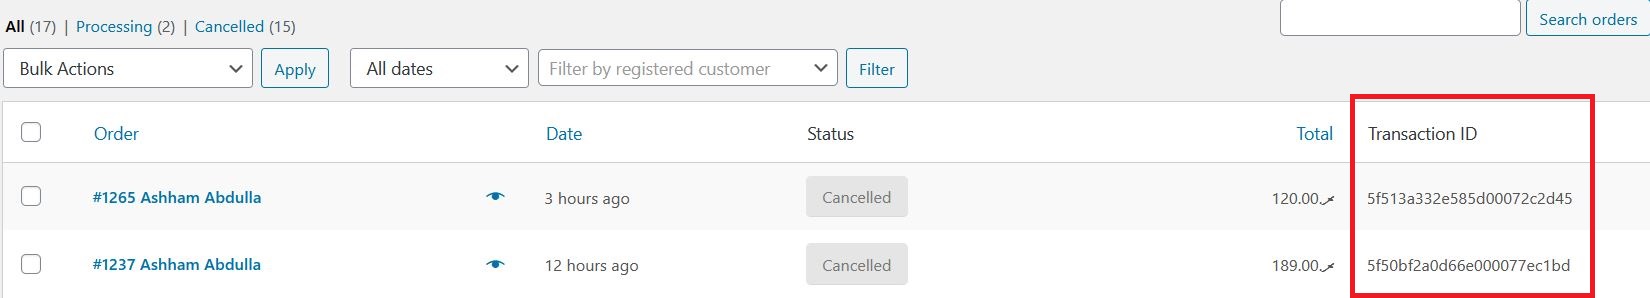 All (17) | Processing (2) | Cancelled (15)
Search orders
Bulk Actions Apply All dates Filter by registered customer Filter
Order Date Status Total Transaction ID
#1265 Ashham Abdulla 3 hours ago Cancelled 120.00.ރ 5f513a332e585d00072c2d45
#1237 Ashham Abdulla 12 hours ago Cancelled 189.00.ރ 5f50bf2a0d66e000077ec1bd